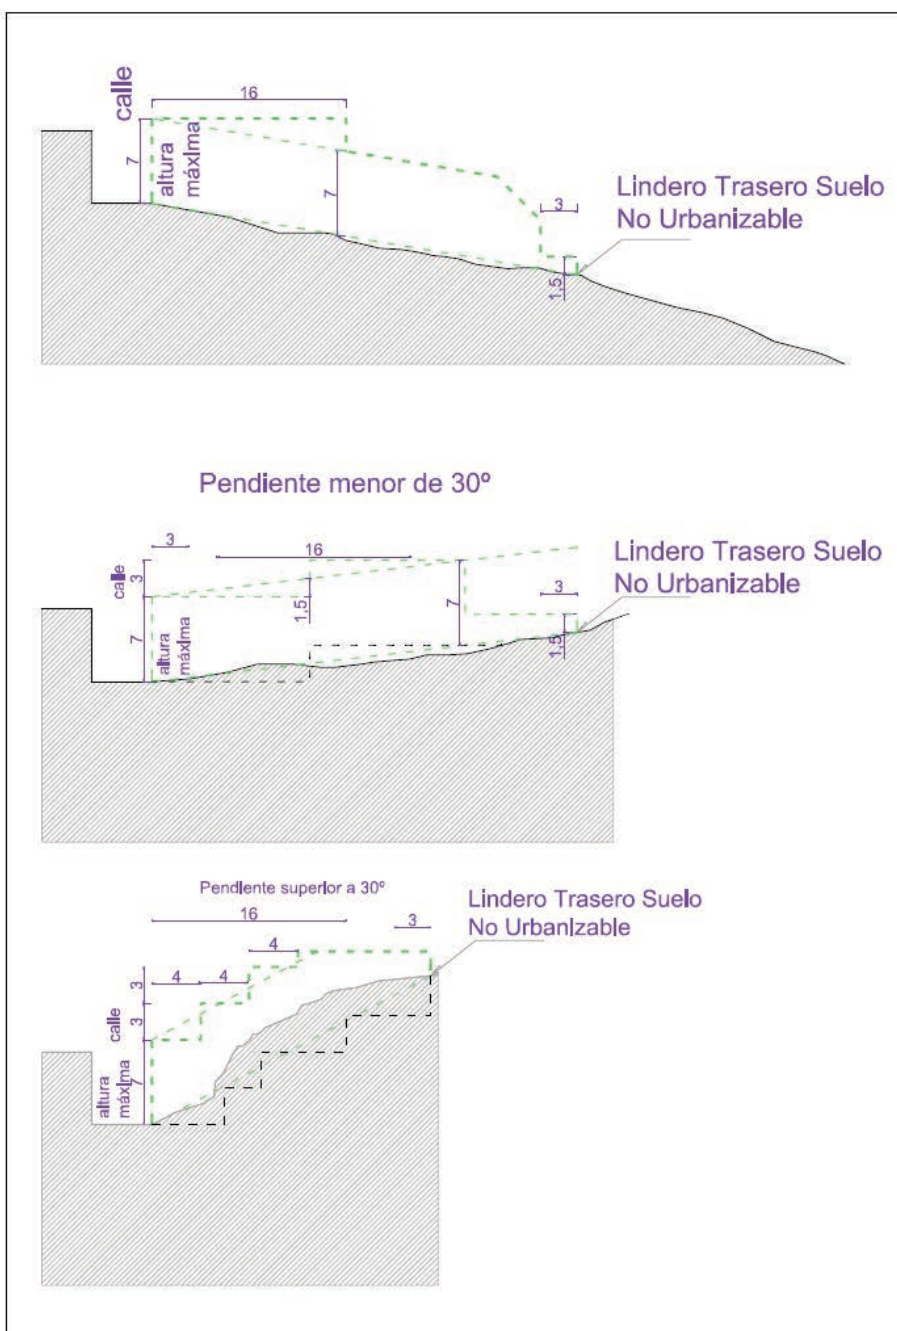 calle
16
7
altura
máxima
7
3
Lindero Trasero Suelo
No Urbanizable
1,5
Pendiente menor de 30º
3
16
calle
3
1,5
7
3
Lindero Trasero Suelo
No Urbanizable
7
altura
máxima
1,5
Pendiente superior a 30º
16
3
Lindero Trasero Suelo
No Urbanizable
4
4
4
3
calle
3
7
altura
máxima